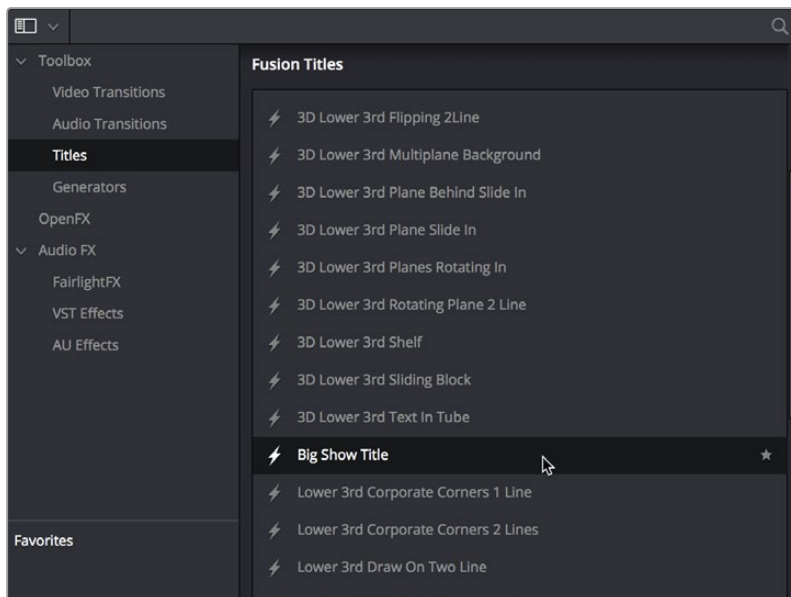 Toolbox
Video Transitions
Audio Transitions
Titles
Generators
OpenFX
Audio FX
FairlightFX
VST Effects
AU Effects
Favorites
Fusion Titles
3D Lower 3rd Flipping 2Line
3D Lower 3rd Multiplane Background
3D Lower 3rd Plane Behind Slide In
3D Lower 3rd Plane Slide In
3D Lower 3rd Planes Rotating In
3D Lower 3rd Rotating Plane 2 Line
3D Lower 3rd Shelf
3D Lower 3rd Sliding Block
3D Lower 3rd Text In Tube
Big Show Title
Lower 3rd Corporate Corners 1 Line
Lower 3rd Corporate Corners 2 Lines
Lower 3rd Draw On Two Line